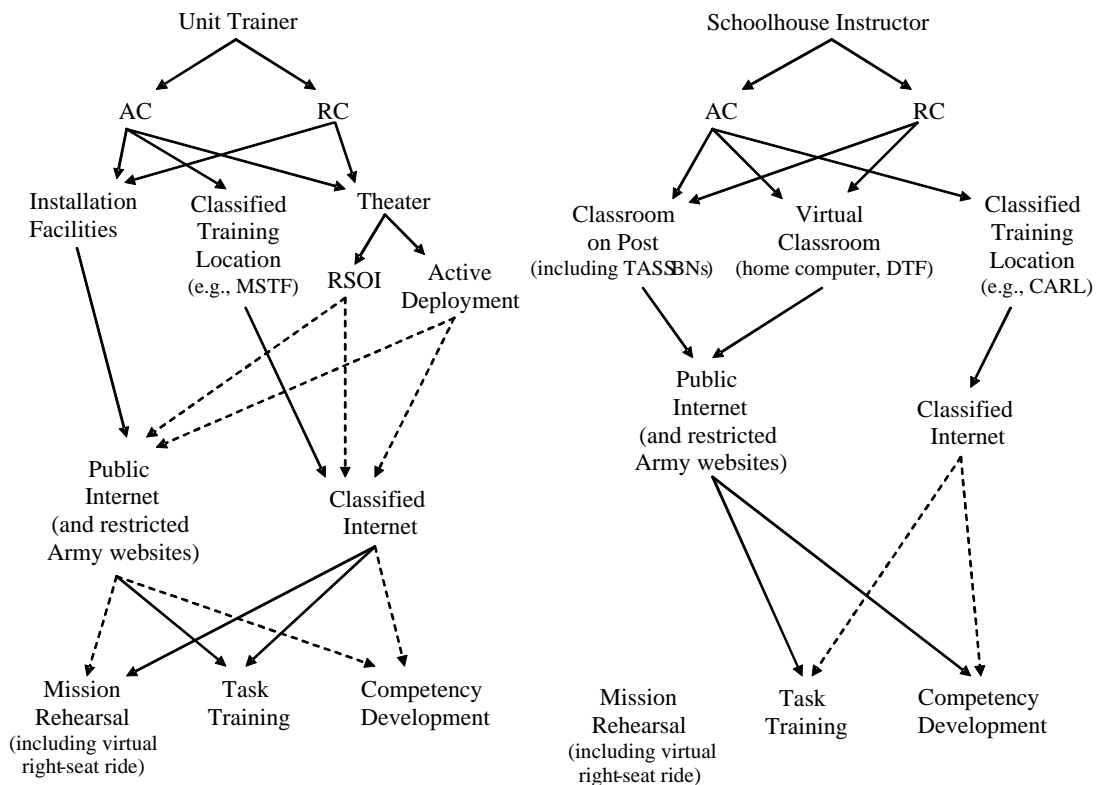 Unit Trainer
AC
RC
Installation
Facilities
Classified
Training
Location
(e.g., MSTF)
Theater
RSOI
Active
Deployment
Public
Internet
(and restricted
Army websites)
Classified
Internet
Mission
Rehearsal
(including virtual
right-seat ride)
Task
Training
Competency
Development
Schoolhouse Instructor
AC
RC
Classroom
on Post
(including TASS BNs)
Virtual
Classroom
(home computer, DTF)
Classified
Training
Location
(e.g., CARL)
Public
Internet
(and restricted
Army websites)
Classified
Internet
Mission
Rehearsal
(including virtual
right-seat ride)
Task
Training
Competency
Development